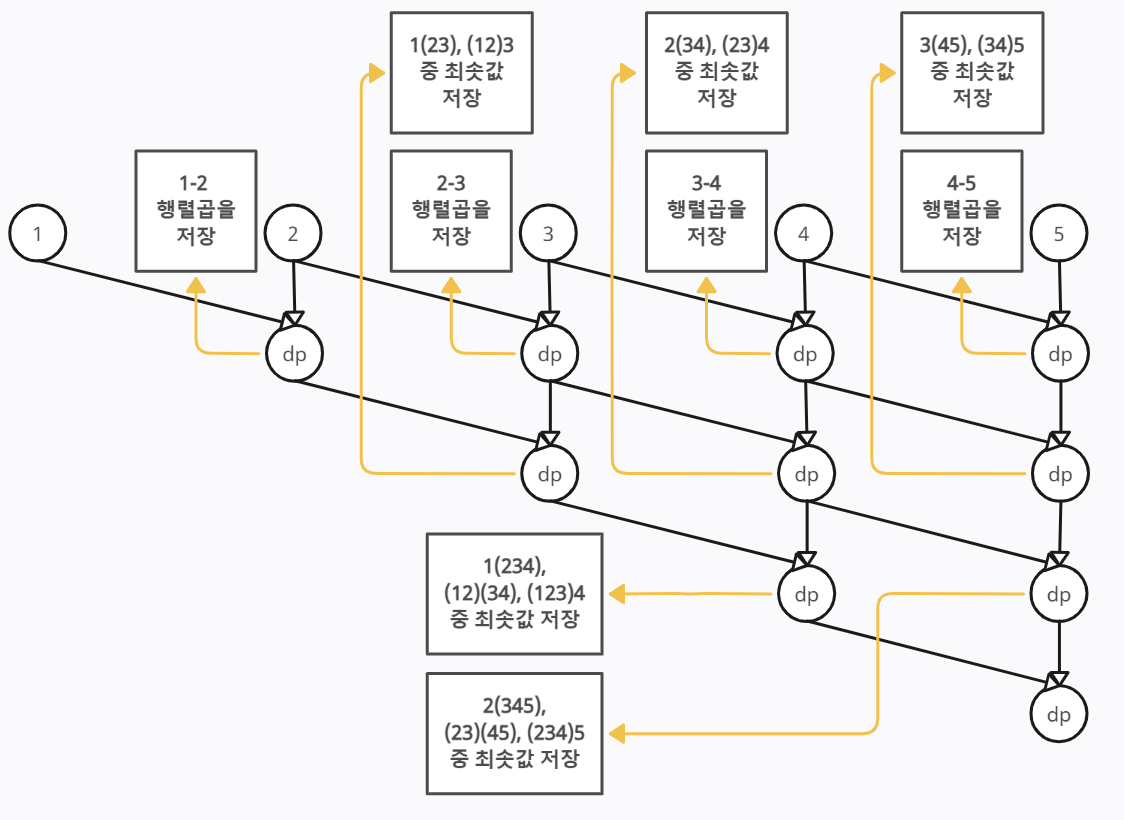 1(23), (12)3
중 최솟값
저장
2(34), (23)4
중 최솟값
저장
3(45), (34)5
중 최솟값
저장
1-2
행렬곱을
저장
2-3
행렬곱을
저장
3-4
행렬곱을
저장
4-5
행렬곱을
저장
1
2
3
4
5
dp
dp
dp
dp
dp
dp
dp
1(234),
(12)(34), (123)4
중 최솟값 저장
dp
dp
2(345),
(23)(45), (234)5
중 최솟값 저장
dp